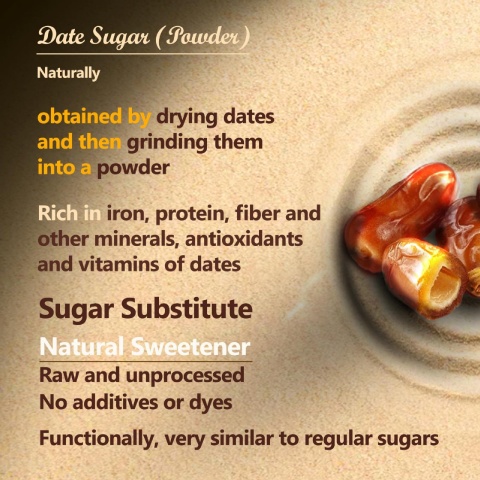 Date Sugar (Powder)
Naturally
obtained by drying dates
and then grinding them
into a powder
Rich in iron, protein, fiber and
other minerals, antioxidants
and vitamins of dates
Sugar Substitute
Natural Sweetener
Raw and unprocessed
No additives or dyes
Functionally, very similar to regular sugars